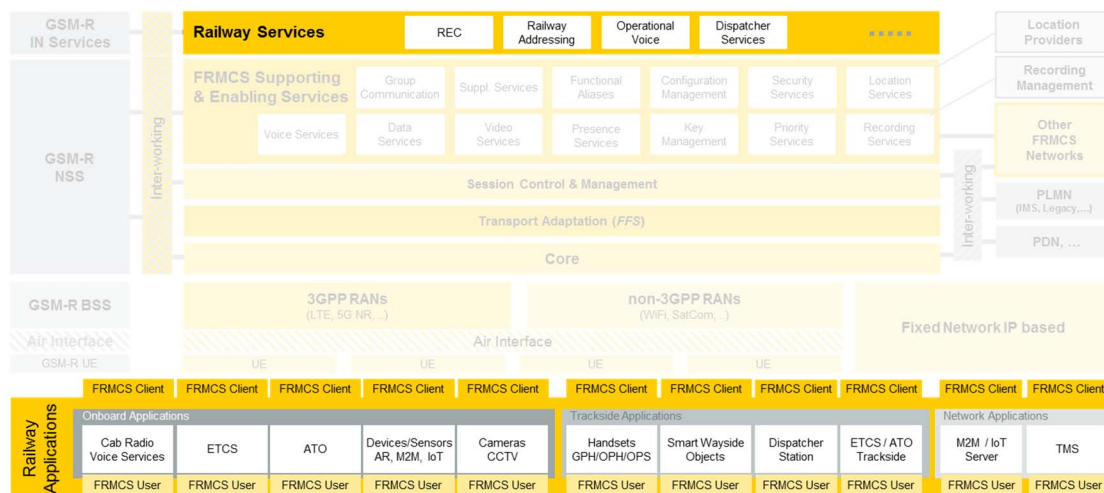 GSM-R
IN Services
Inter-working
Railway Services
REC
Railway
Addressing
Operational
Voice
Dispatcher
Services
.....
Location
Providers
GSM-R
NSS
FRMCS Supporting
& Enabling Services
Group
Communication
Suppl. Services
Functional
Aliases
Configuration
Management
Security
Services
Location
Services
Recording
Management
Voice Services
Data
Services
Video
Services
Presence
Services
Key
Management
Priority
Services
Recording
Services
Other
FRMCS
Networks
Session Control & Management
Inter-working
PLMN
(IMS, Legacy,...)
Transport Adaptation (FFS)
PDN, ...
Core
GSM-R BSS
3GPP RANs
(LTE, 5G NR, ..)
non-3GPP RANs
(WiFi, SatCom, ..)
Fixed Network IP based
Air Interface
Air Interface
GSM-R UE
UE
UE
UE
UE
FRMCS Client
FRMCS Client
FRMCS Client
FRMCS Client
FRMCS Client
FRMCS Client
FRMCS Client
FRMCS Client
FRMCS Client
FRMCS Client
FRMCS Client
Railway
Applications
Onboard Applications
Trackside Applications
Network Applications
Cab Radio
Voice Services
ETCS
ATO
Devices/Sensors
AR, M2M, IoT
Cameras
CCTV
Handsets
GPH/OPH/OPS
Smart Wayside
Objects
Dispatcher
Station
ETCS / ATO
Trackside
M2M / IoT
Server
TMS
FRMCS User
FRMCS User
FRMCS User
FRMCS User
FRMCS User
FRMCS User
FRMCS User
FRMCS User
FRMCS User
FRMCS User
FRMCS User